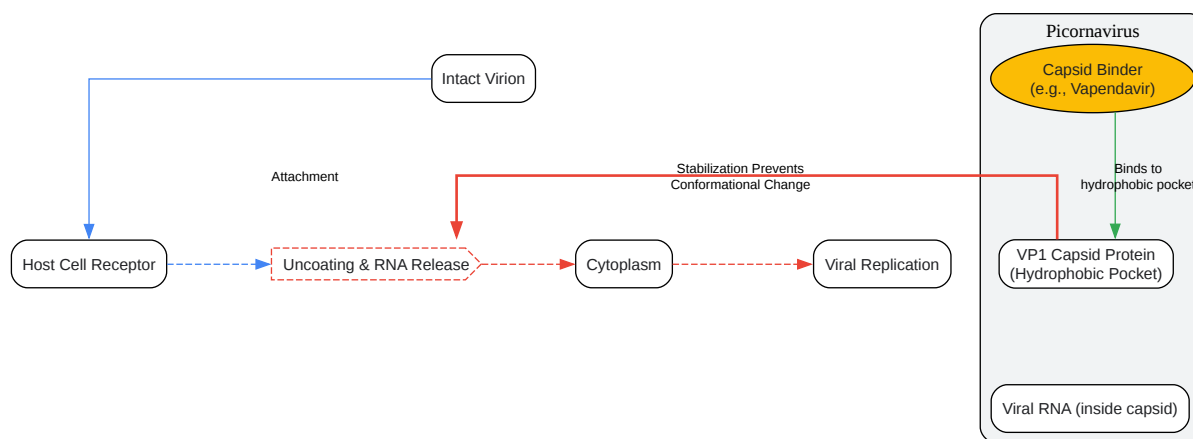 Picornavirus
Intact Virion
Capsid Binder
(e.g., Vapendavir)
Attachment
Stabilization Prevents
Conformational Change
Binds to
hydrophobic pocket
Host Cell Receptor
Uncoating & RNA Release
Cytoplasm
Viral Replication
VP1 Capsid Protein
(Hydrophobic Pocket)
Viral RNA (inside capsid)